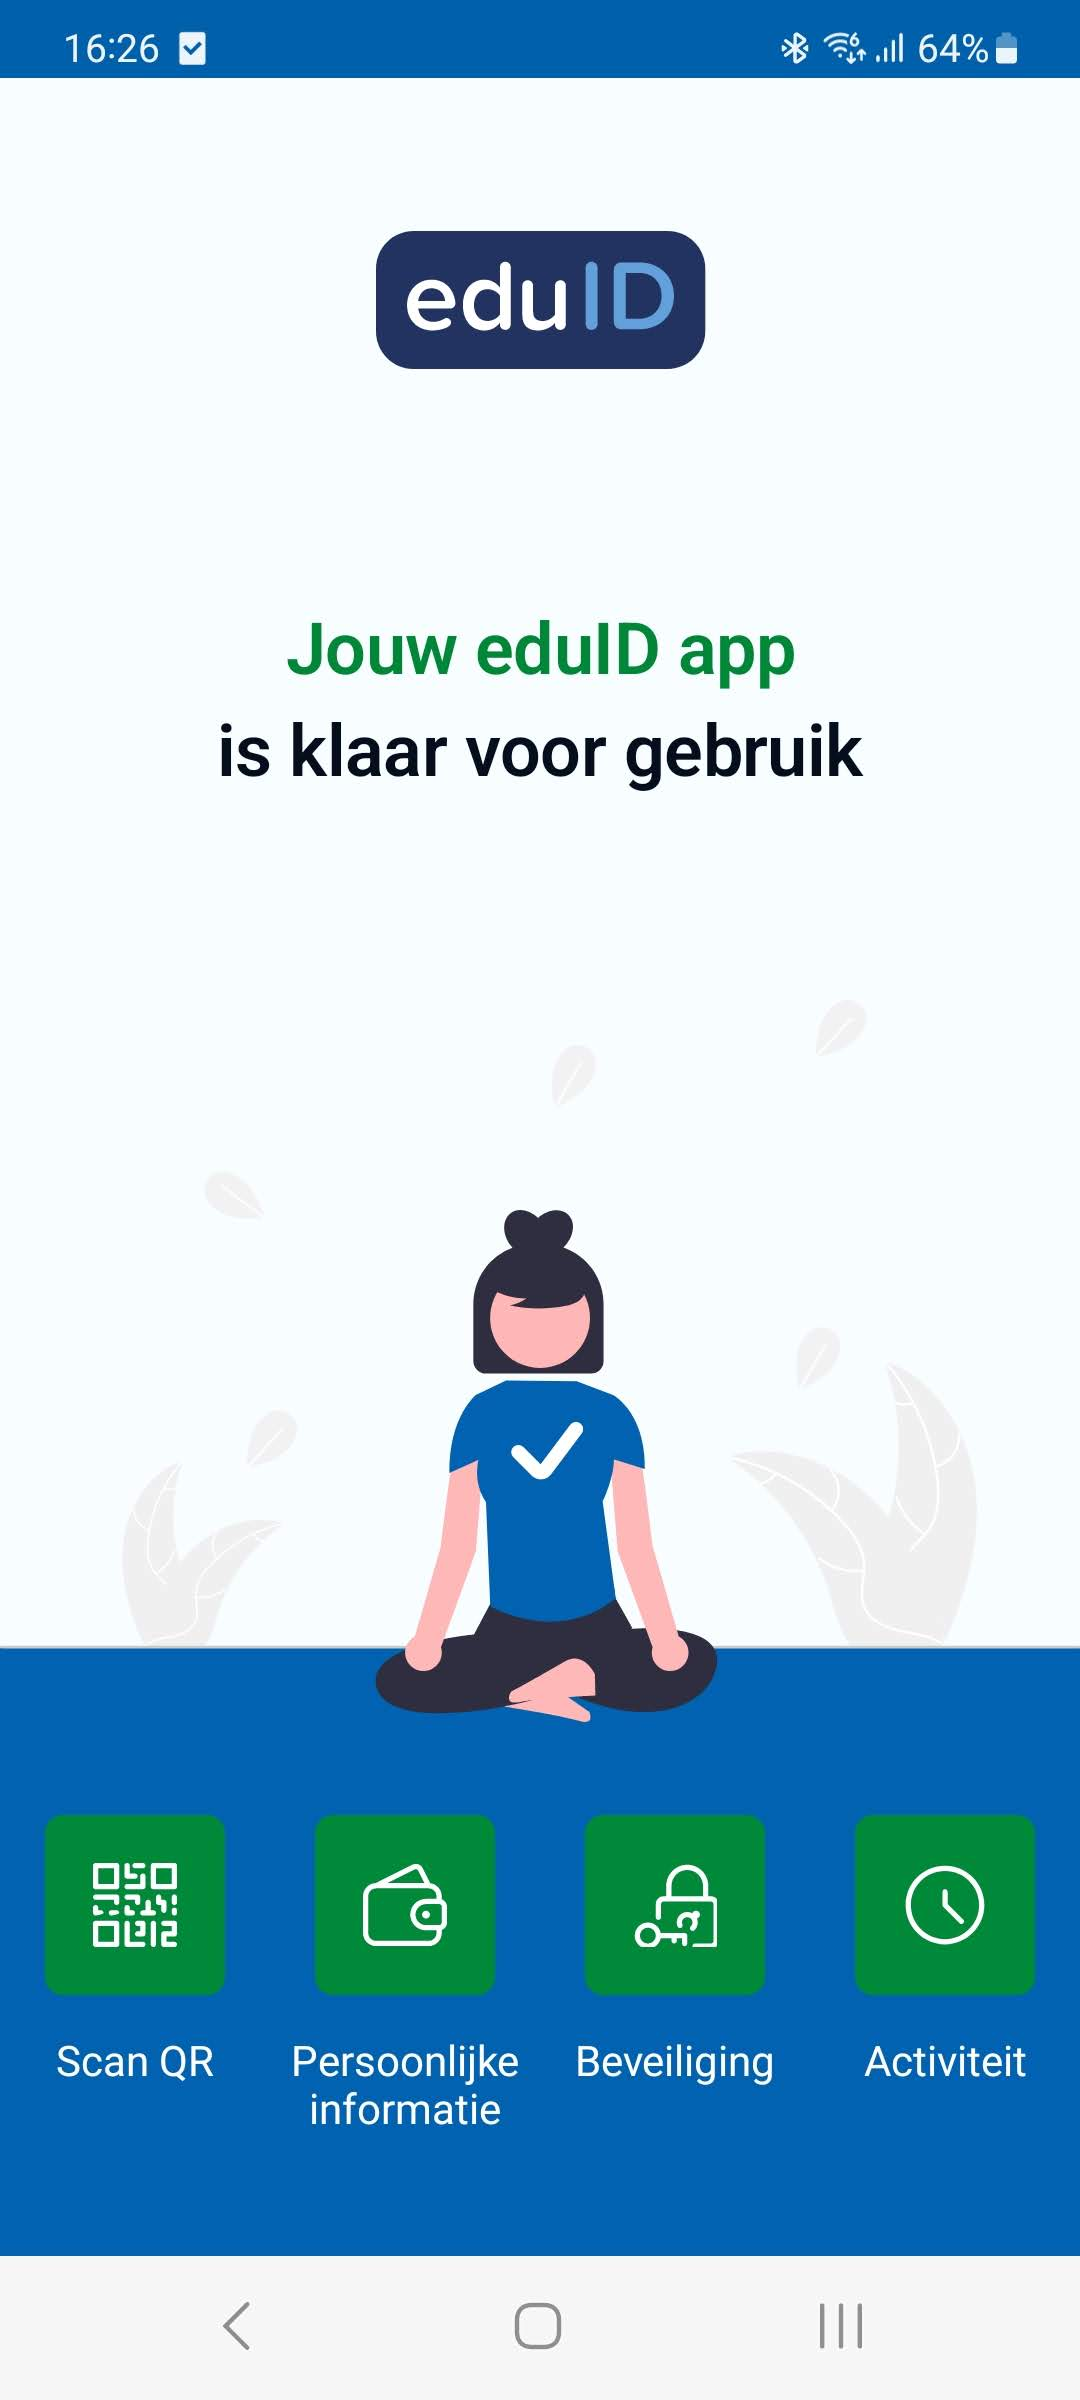 16:26
64%
eduID
Jouw eduID app
is klaar voor gebruik
Scan QR
Persoonlijke
informatie
Beveiliging
Activiteit